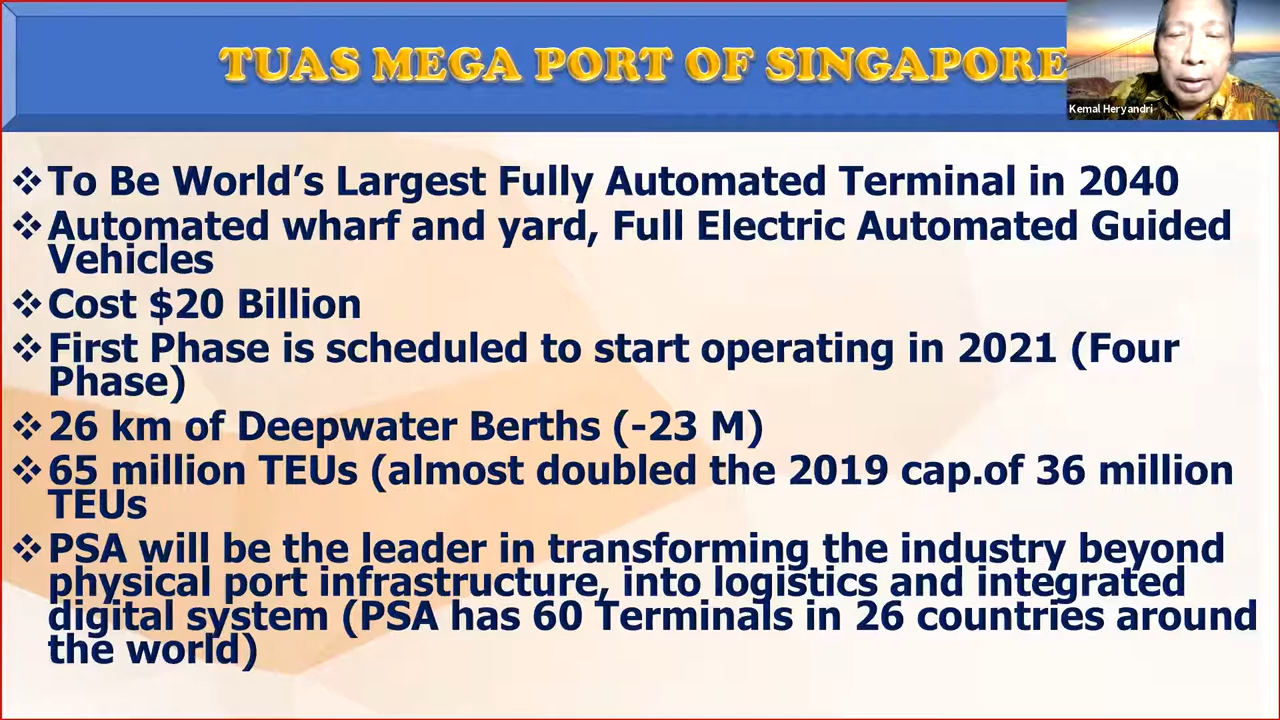 TUAS MEGA PORT OF SINGAPORE
Kemal Heryandri
❖To Be World’s Largest Fully Automated Terminal in 2040
❖Automated wharf and yard, Full Electric Automated Guided
Vehicles
❖Cost $20 Billion
❖First Phase is scheduled to start operating in 2021 (Four
Phase)
❖26 km of Deepwater Berths (-23 M)
❖65 million TEUs (almost doubled the 2019 cap.of 36 million
TEUs
❖PSA will be the leader in transforming the industry beyond
physical port infrastructure, into logistics and integrated
digital system (PSA has 60 Terminals in 26 countries around
the world)